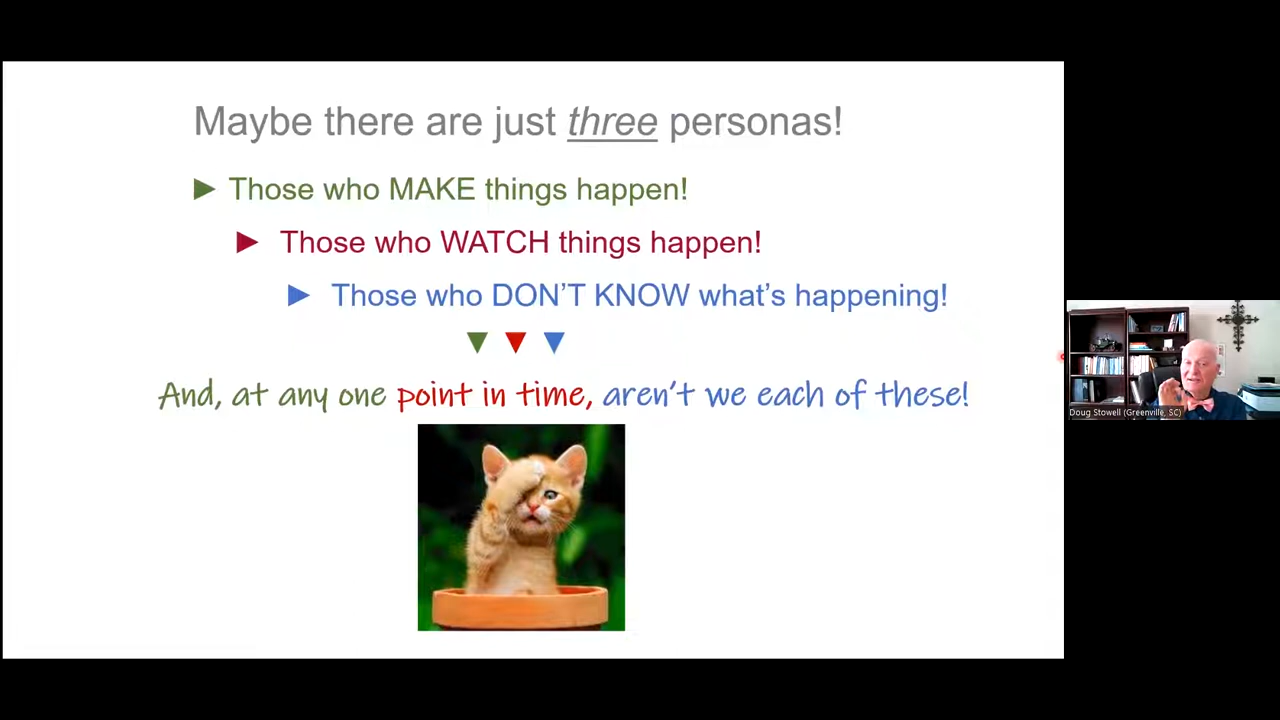 Maybe there are just three personas!
► Those who MAKE things happen!
► Those who WATCH things happen!
► Those who DON’T KNOW what’s happening!
And, at any one point in time, aren’t we each of these!
Doug Stowell (Greenville, SC)